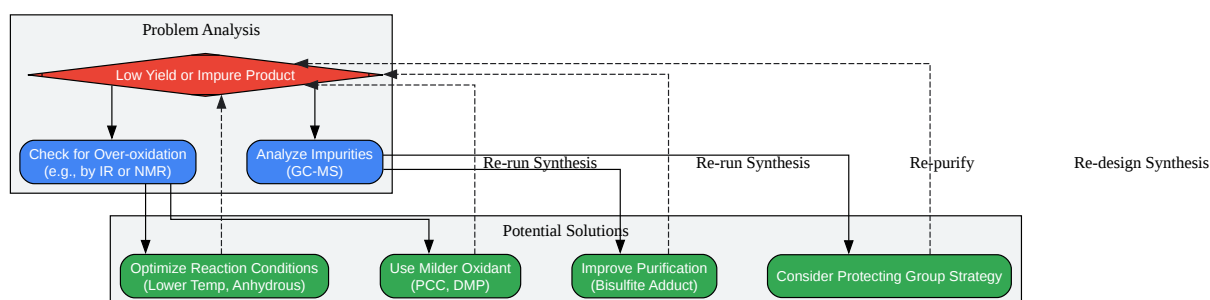 Problem Analysis
Low Yield or Impure Product
Check for Over-oxidation
(e.g., by IR or NMR)
Analyze Impurities
(GC-MS)
Re-run Synthesis
Re-run Synthesis
Re-purify
Re-design Synthesis
Potential Solutions
Optimize Reaction Conditions
(Lower Temp, Anhydrous)
Use Milder Oxidant
(PCC, DMP)
Improve Purification
(Bisulfite Adduct)
Consider Protecting Group Strategy